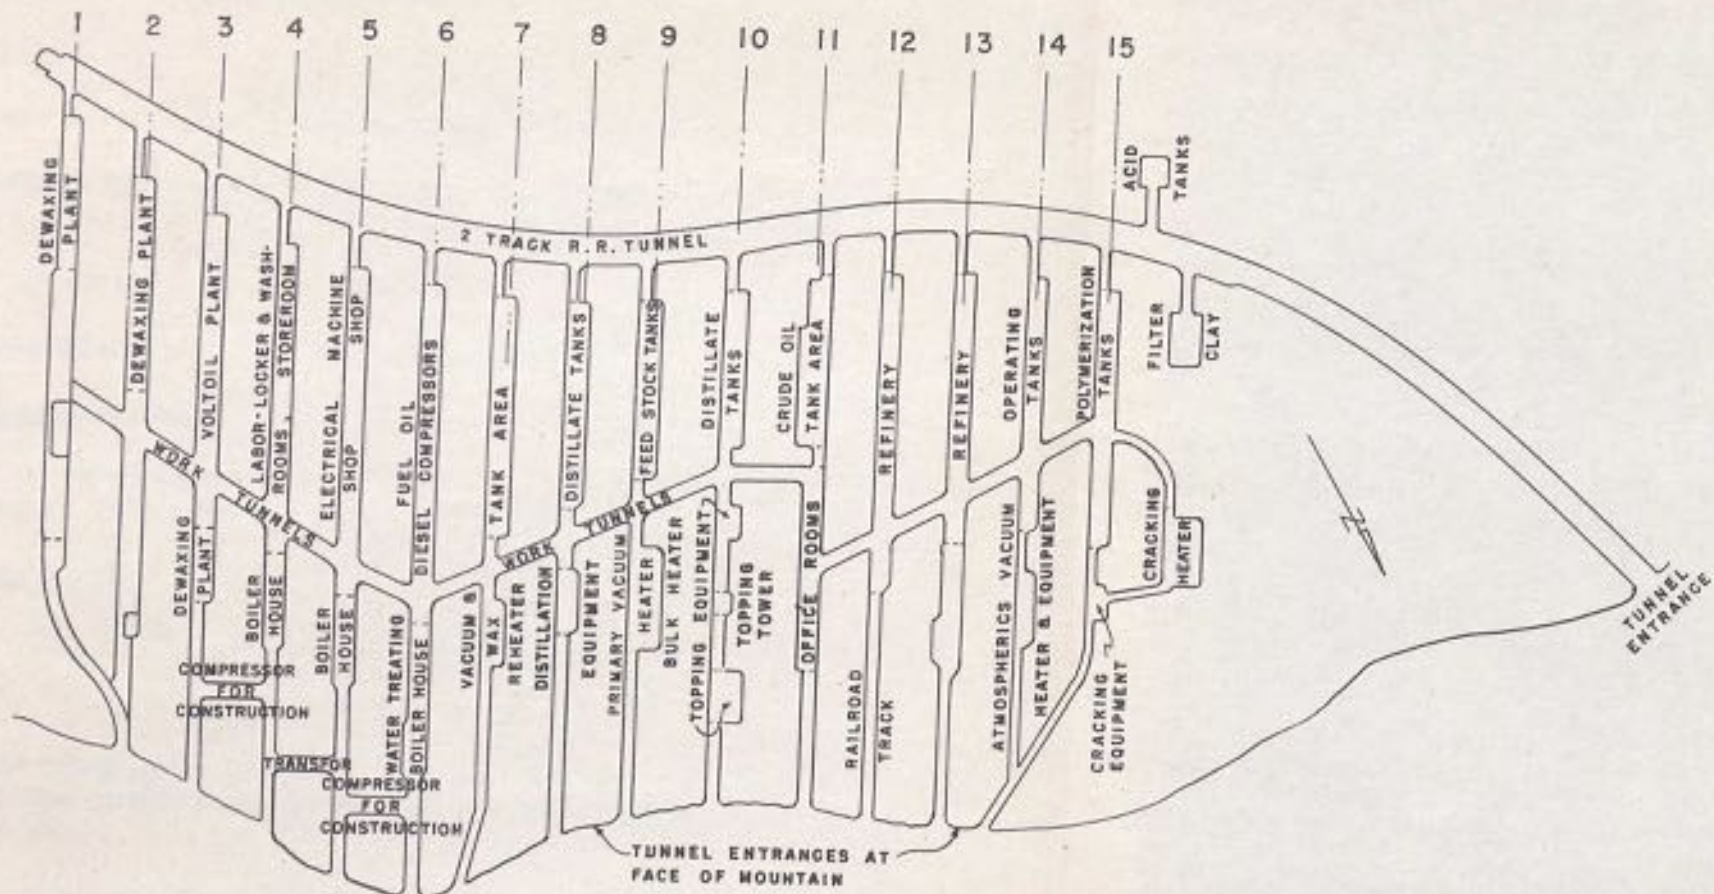 1 2 3 4 5 6 7 8 9 10 11 12 13 14 15
ACID
TANKS
2 TRACK R.R. TUNNEL
DEWAXING
PLANT
DEWAXING PLANT
VOLTOIL PLANT
LABOR-LOCKER & WASH-
ROOMS, STOREROOM
ELECTRICAL MACHINE
SHOP SHOP
FUEL OIL
DIESEL COMPRESSORS
TANK AREA
DISTILLATE TANKS
FEED STOCK TANKS
DISTILLATE
TANKS
CRUDE OIL
TANK AREA
REFINERY
REFINERY
OPERATING
TANKS
POLYMERIZATION
TANKS
FILTER
CLAY
WORK TUNNELS
WORK TUNNELS
DEWAXING
PLANT
BOILER
HOUSE
BOILER
HOUSE
WATER TREATING
BOILER HOUSE
VACUUM &
WAX
REHEATER
DISTILLATION
EQUIPMENT
PRIMARY VACUUM
HEATER
BULK HEATER
TOPPING EQUIPMENT
TOPPING
TOWER
OFFICE ROOMS
RAILROAD
TRACK
ATMOSPHERICS VACUUM
HEATER & EQUIPMENT
CRACKING
HEATER
CRACKING
EQUIPMENT
COMPRESSOR
FOR
CONSTRUCTION
TRANSFOR
COMPRESSOR
FOR
CONSTRUCTION
TUNNEL
ENTRANCE
TUNNEL ENTRANCES AT
FACE OF MOUNTAIN